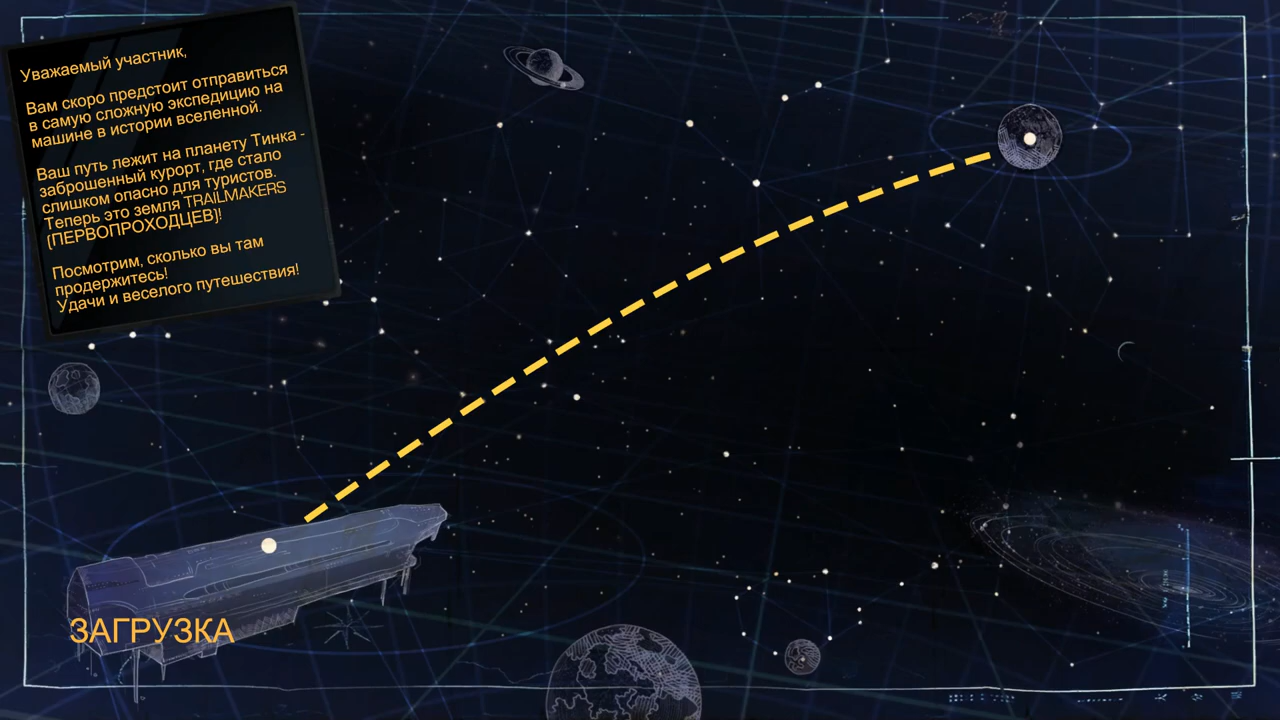 Уважаемый участник,
Вам скоро предстоит отправиться
в самую сложную экспедицию на
машине в истории вселенной.
Ваш путь лежит на планету Тинка -
заброшенный курорт, где стало
слишком опасно для туристов.
Теперь это земля TRAILMAKERS
(ПЕРВОПРОХОДЦЕВ)!
Посмотрим, сколько вы там
продержитесь!
Удачи и веселого путешествия!
ЗАГРУЗКА